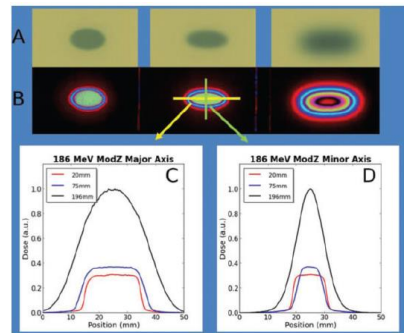 A
B
186 MeV ModZ Major Axis
C
20mm
75mm
196mm
Dose (a.u.)
1.0
0.8
0.6
0.4
0.2
0.0
0 10 20 30 40 50
Position (mm)
186 MeV ModZ Minor Axis
D
20mm
75mm
196mm
Dose (a.u.)
1.0
0.8
0.6
0.4
0.2
0.0
0 10 20 30 40 50
Position (mm)